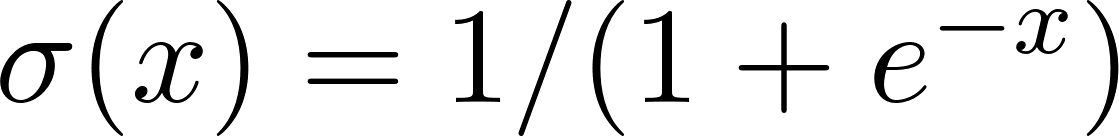 σ(x) = 1/(1 + e^{-x})